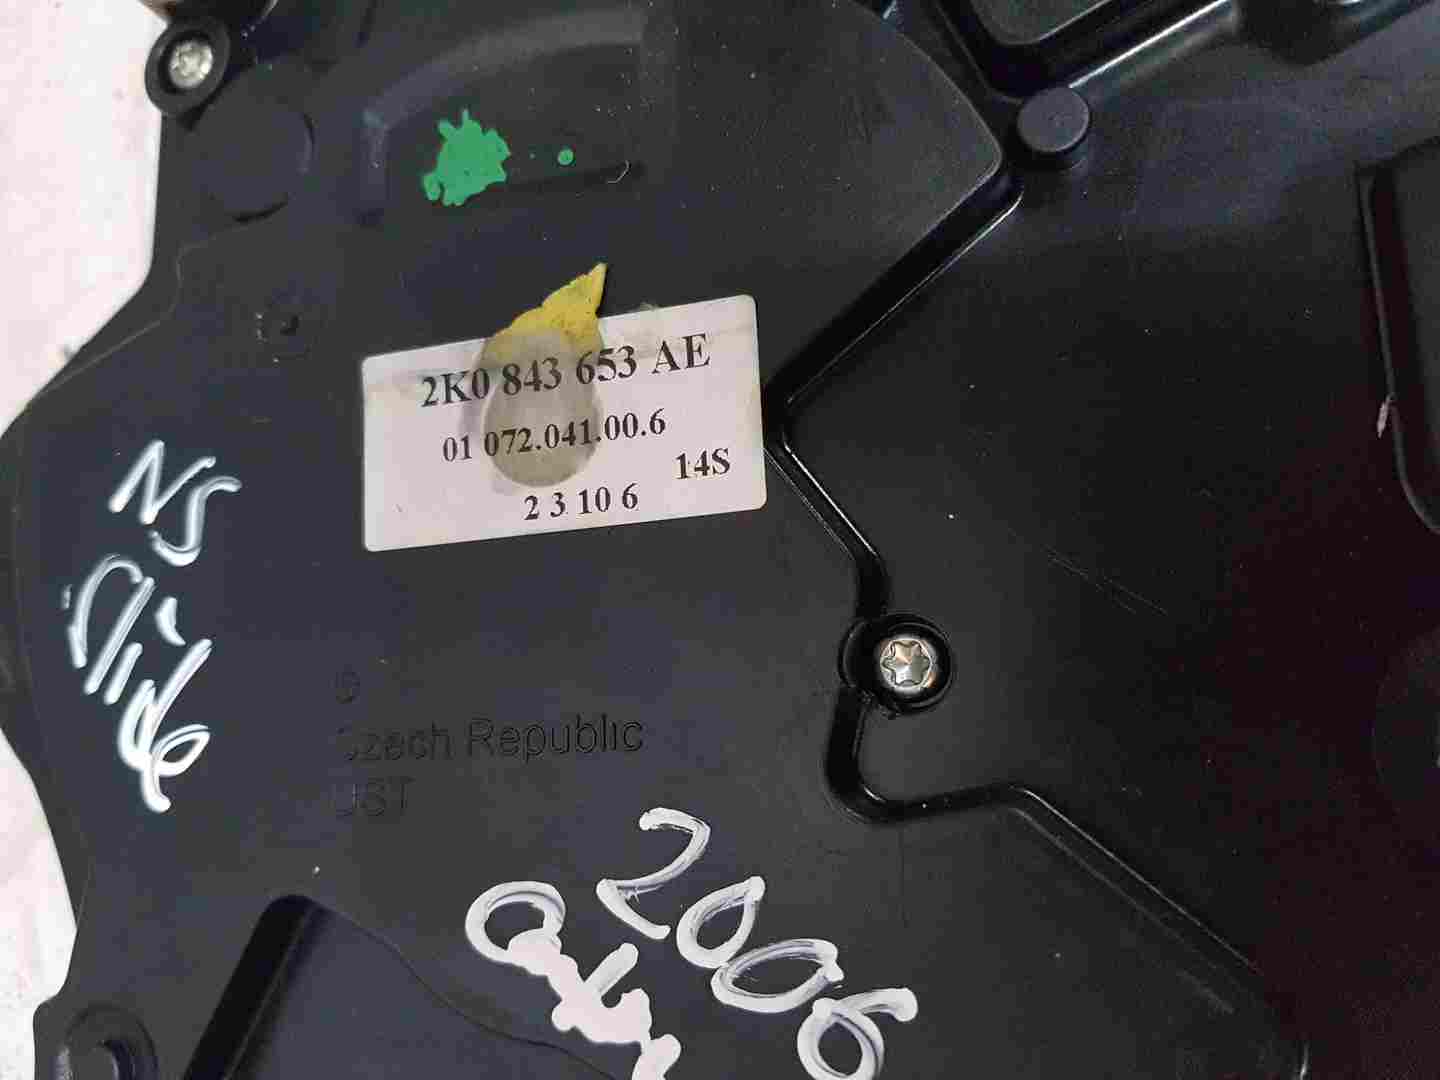 2K0 843 653 AE
01 072.041.00.6
14S
2 3 10 6
NS
Slide
Czech Republic
UST
2006